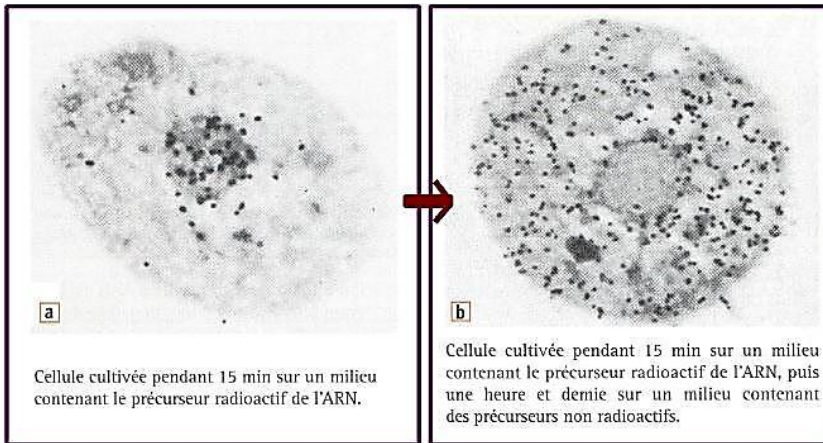 a
Cellule cultivée pendant 15 min sur un milieu
contenant le précurseur radioactif de l'ARN.
b
Cellule cultivée pendant 15 min sur un milieu
contenant le précurseur radioactif de l'ARN, puis
une heure et demie sur un milieu contenant
des précurseurs non radioactifs.